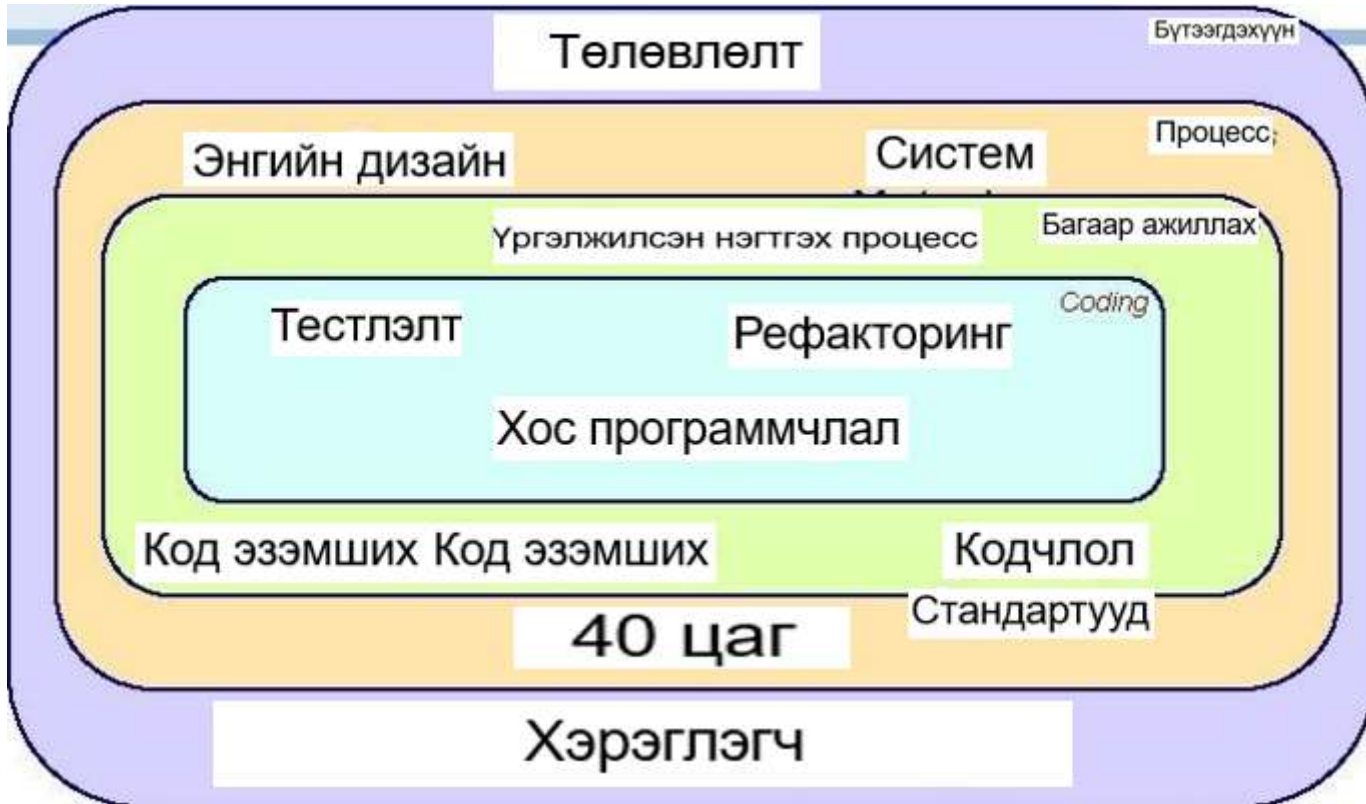 Бүтээгдэхүүн
Төлөвлөлт
Процесс;
Энгийн дизайн
Систем
Багаар ажиллах
Үргэлжилсэн нэгтгэх процесс
Coding
Тестлэлт
Рефакторинг
Хос программчлал
Код эзэмших Код эзэмших
Кодчлол
Стандартууд
40 цаг
Хэрэглэгч